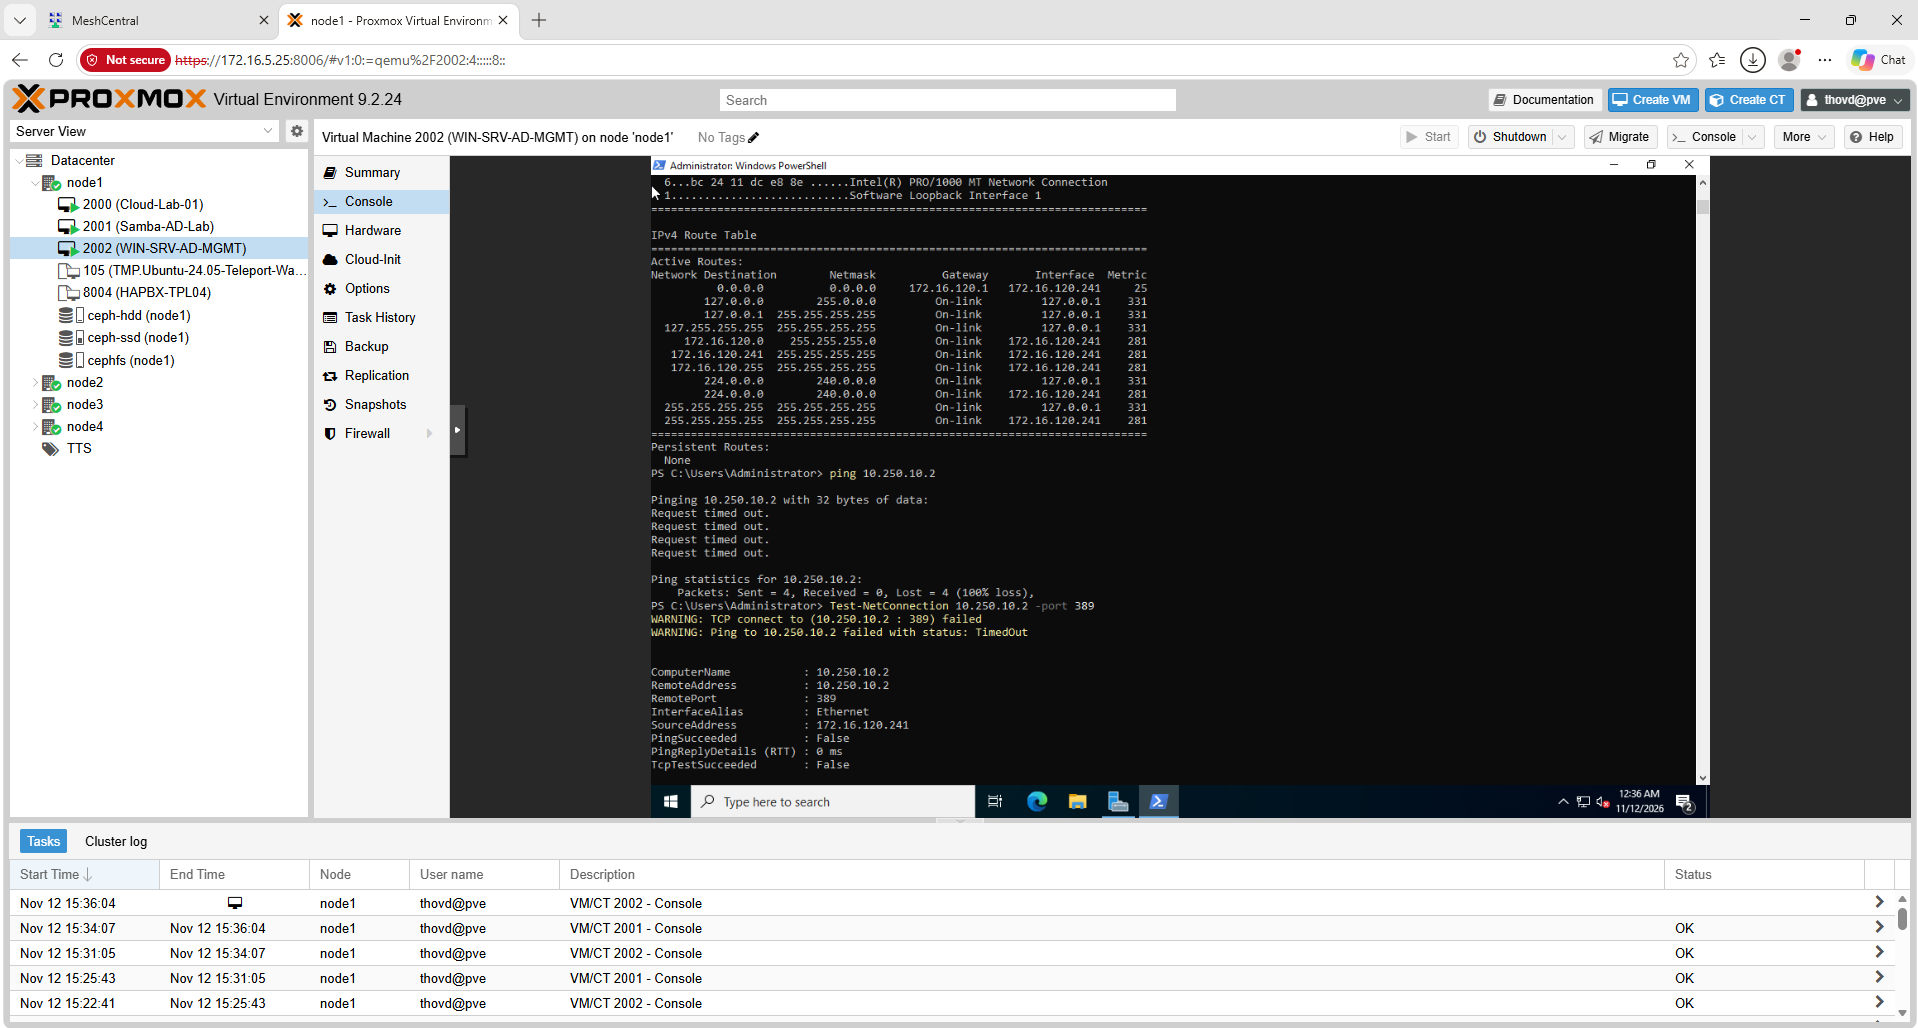 MeshCentral
node1 - Proxmox Virtual Environm
Not secure https://172.16.5.25:8006/#v1:0:=qemu%2F2002:4:::::8::
Chat
PROXMOX Virtual Environment 9.2.24
Search
Documentation
Create VM
Create CT
thovd@pve
Server View
Virtual Machine 2002 (WIN-SRV-AD-MGMT) on node 'node1'
No Tags
Start
Shutdown
Migrate
Console
More
Help
Datacenter
node1
2000 (Cloud-Lab-01)
2001 (Samba-AD-Lab)
2002 (WIN-SRV-AD-MGMT)
105 (TMP.Ubuntu-24.05-Teleport-Wa...
8004 (HAPBX-TPL04)
ceph-hdd (node1)
ceph-ssd (node1)
cephfs (node1)
node2
node3
node4
TTS
Summary
Console
Hardware
Cloud-Init
Options
Task History
Backup
Replication
Snapshots
Firewall
Administrator: Windows PowerShell
6...bc 24 11 dc e8 8e ......Intel(R) PRO/1000 MT Network Connection
1...........................Software Loopback Interface 1
===========================================================================
IPv4 Route Table
===========================================================================
Active Routes:
Network Destination        Netmask          Gateway       Interface  Metric
0.0.0.0          0.0.0.0     172.16.120.1   172.16.120.241     25
127.0.0.0        255.0.0.0         On-link         127.0.0.1    331
127.0.0.1  255.255.255.255         On-link         127.0.0.1    331
127.255.255.255  255.255.255.255         On-link         127.0.0.1    331
172.16.120.0    255.255.255.0         On-link    172.16.120.241    281
172.16.120.241  255.255.255.255         On-link    172.16.120.241    281
172.16.120.255  255.255.255.255         On-link    172.16.120.241    281
224.0.0.0        240.0.0.0         On-link         127.0.0.1    331
224.0.0.0        240.0.0.0         On-link    172.16.120.241    281
255.255.255.255  255.255.255.255         On-link         127.0.0.1    331
255.255.255.255  255.255.255.255         On-link    172.16.120.241    281
===========================================================================
Persistent Routes:
None
PS C:\Users\Administrator> ping 10.250.10.2
Pinging 10.250.10.2 with 32 bytes of data:
Request timed out.
Request timed out.
Request timed out.
Request timed out.
Ping statistics for 10.250.10.2:
Packets: Sent = 4, Received = 0, Lost = 4 (100% loss),
PS C:\Users\Administrator> Test-NetConnection 10.250.10.2 -port 389
WARNING: TCP connect to (10.250.10.2 : 389) failed
WARNING: Ping to 10.250.10.2 failed with status: TimedOut
ComputerName : 10.250.10.2
RemoteAddress : 10.250.10.2
RemotePort : 389
InterfaceAlias : Ethernet
SourceAddress : 172.16.120.241
PingSucceeded : False
PingReplyDetails (RTT) : 0 ms
TcpTestSucceeded : False
Type here to search
12:36 AM
11/12/2026
2
Tasks
Cluster log
Start Time End Time Node User name Description Status
Nov 12 15:36:04 node1 thovd@pve VM/CT 2002 - Console
Nov 12 15:34:07 Nov 12 15:36:04 node1 thovd@pve VM/CT 2001 - Console OK
Nov 12 15:31:05 Nov 12 15:34:07 node1 thovd@pve VM/CT 2002 - Console OK
Nov 12 15:25:43 Nov 12 15:31:05 node1 thovd@pve VM/CT 2001 - Console OK
Nov 12 15:22:41 Nov 12 15:25:43 node1 thovd@pve VM/CT 2002 - Console OK